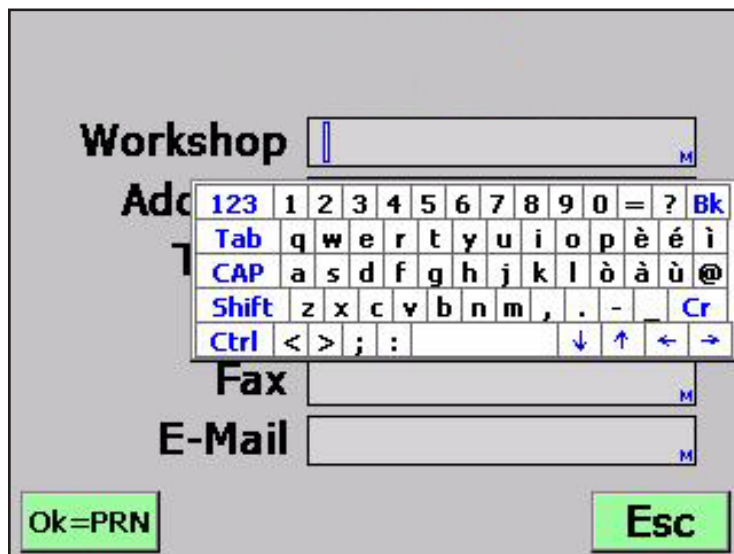 Workshop
M
Add
123 1 2 3 4 5 6 7 8 9 0 = ? Bk
Tab q w e r t y u i o p è é ì
T
CAP a s d f g h j k l ò à ù @
Shift z x c v b n m , . - _ Cr
Ctrl < > ; : ↓ ↑ ← →
Fax
M
E-Mail
M
Ok=PRN Esc